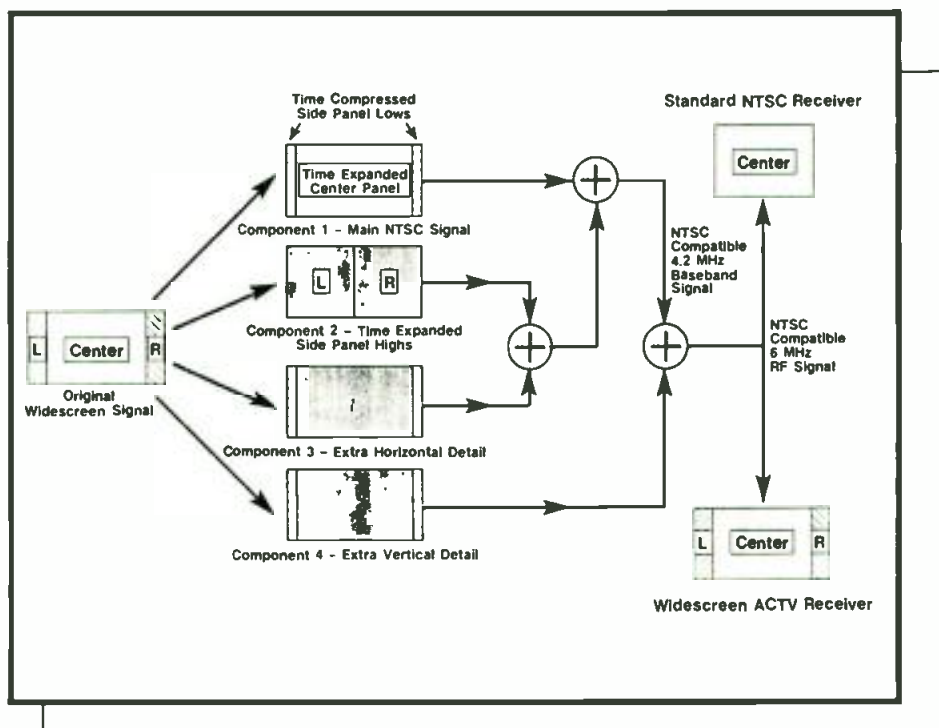 Time Compressed
Side Panel Lows
Time Expanded
Center Panel
Component 1 - Main NTSC Signal
L
R
Component 2 - Time Expanded
Side Panel Highs
L
Center
R
Original
Widescreen Signal
Component 3 - Extra Horizontal Detail
Component 4 - Extra Vertical Detail
NTSC
Compatible
4.2 MHz
Baseband
Signal
Standard NTSC Receiver
Center
NTSC
Compatible
6 MHz
RF Signal
L
Center
R
Widescreen ACTV Receiver